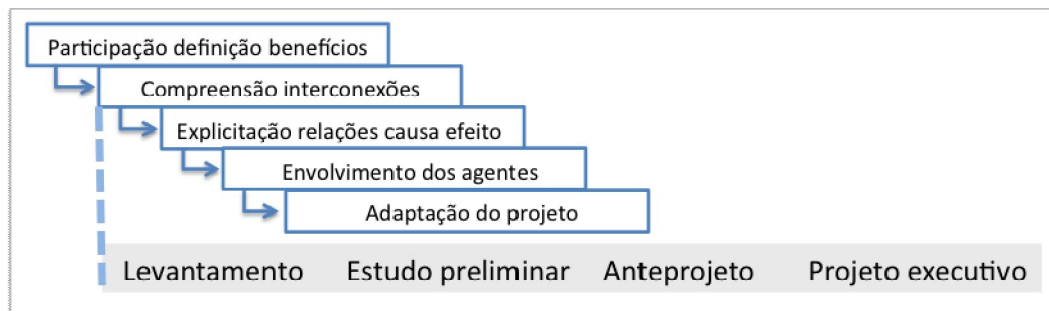 Participação definição benefícios
Compreensão interconexões
Explicitação relações causa efeito
Envolvimento dos agentes
Adaptação do projeto
Levantamento Estudo preliminar Anteprojeto Projeto executivo